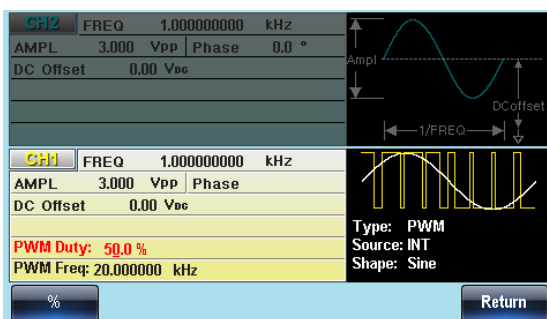 CH2 FREQ 1.000000000 kHz
AMPL 3.000 Vpp Phase 0.0 °
DC Offset 0.00 VDC
Ampl
DCoffset
1/FREQ
CH1 FREQ 1.000000000 kHz
AMPL 3.000 Vpp Phase
DC Offset 0.00 VDC
PWM Duty: 50.0 %
PWM Freq: 20.000000 kHz
Type: PWM
Source: INT
Shape: Sine
%
Return